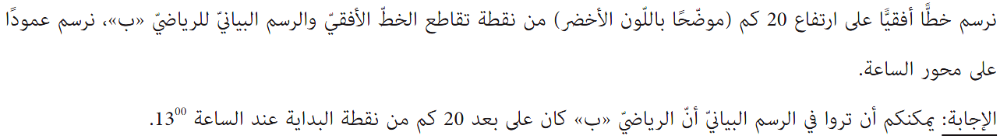 نرسم خطًّا أفقيًّا على ارتفاع 20 كم (موضّحًا باللّون الأخضر) من نقطة تقاطع الخطّ الأفقيّ والرسم البيانيّ للرياضيّ «ب»، نرسم عمودًا
على محور الساعة.
الإجابة: يمكنكم أن تروا في الرسم البيانيّ أنّ الرياضيّ «ب» كان على بعد 20 كم من نقطة البداية عند الساعة 13⁰⁰.